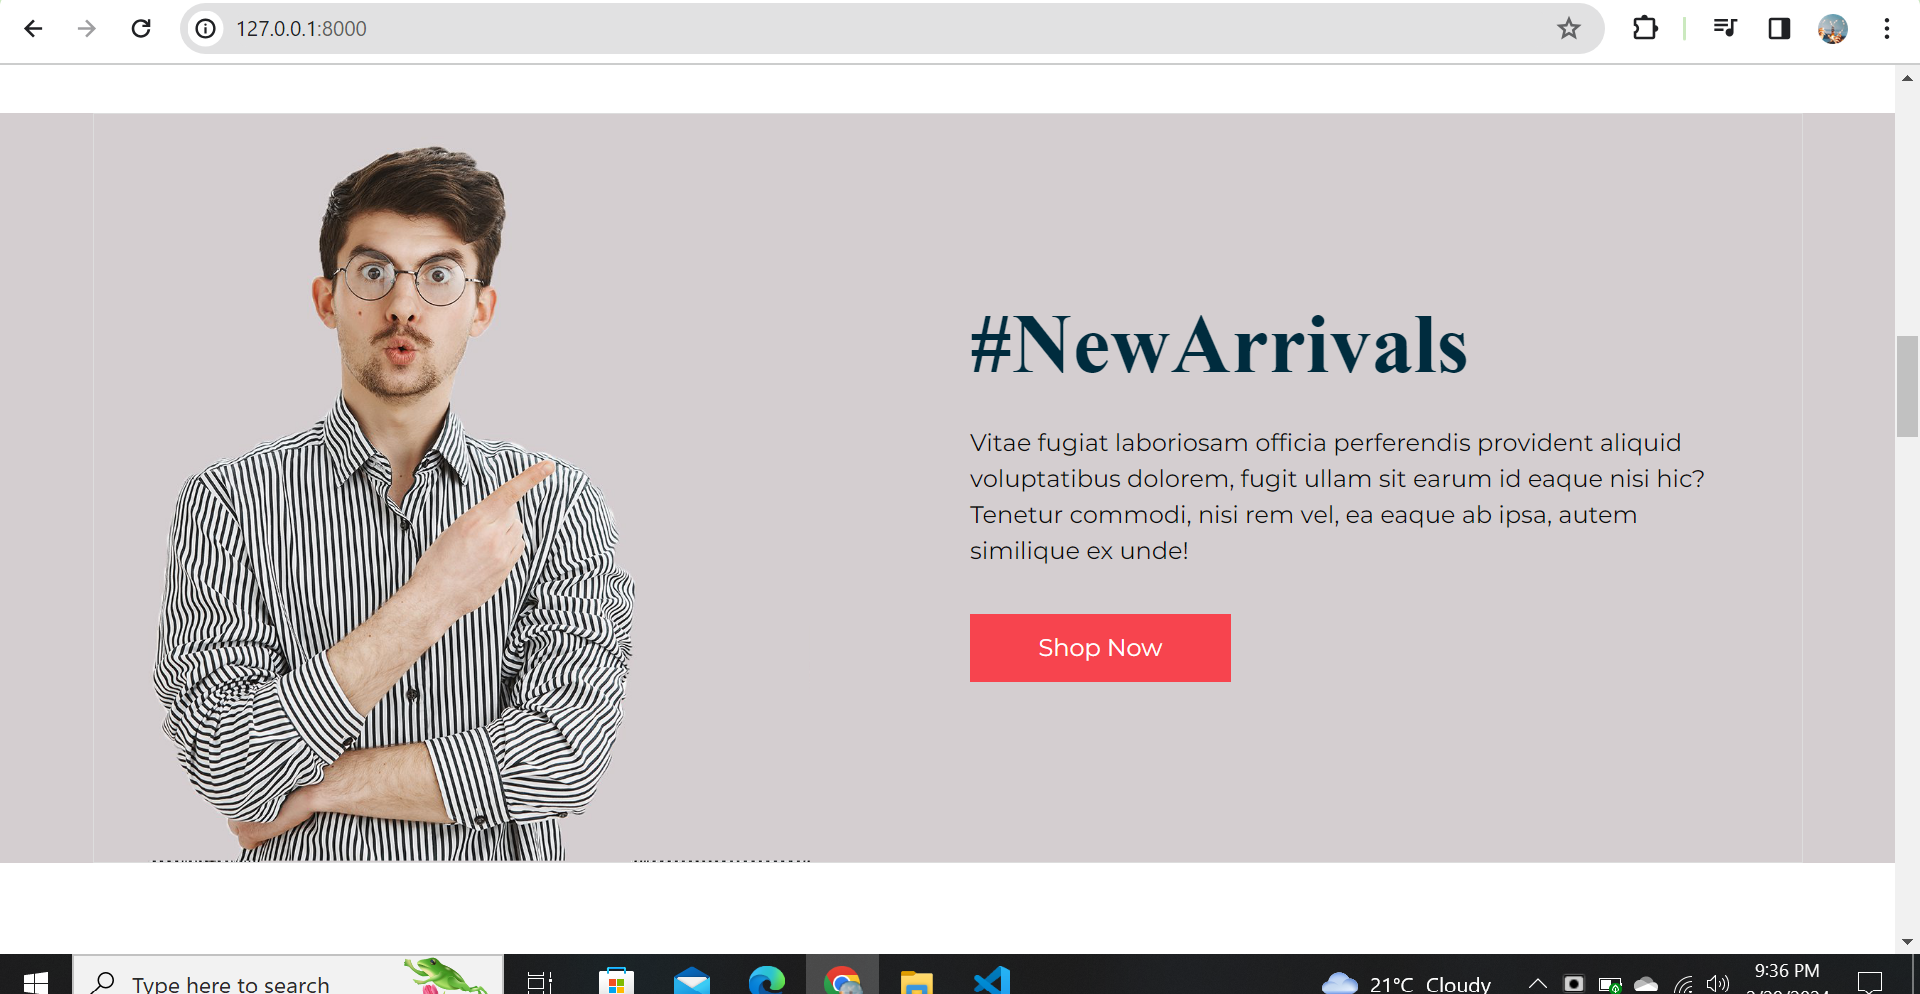 127.0.0.1:8000
#NewArrivals
Vitae fugiat laboriosam officia perferendis provident aliquid
voluptatibus dolorem, fugit ullam sit earum id eaque nisi hic?
Tenetur commodi, nisi rem vel, ea eaque ab ipsa, autem
similique ex unde!
Shop Now
Type here to search
21°C Cloudy
9:36 PM